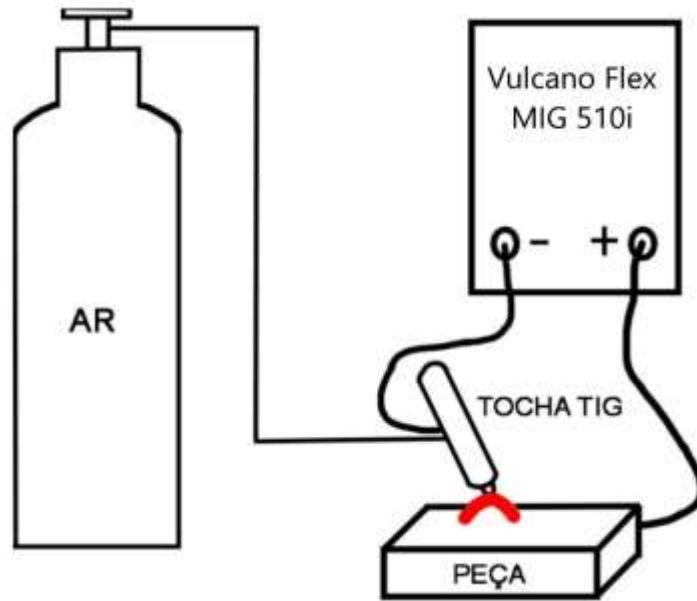 Vulcano Flex
MIG 510i
- +
AR
TOCHA TIG
PEÇA